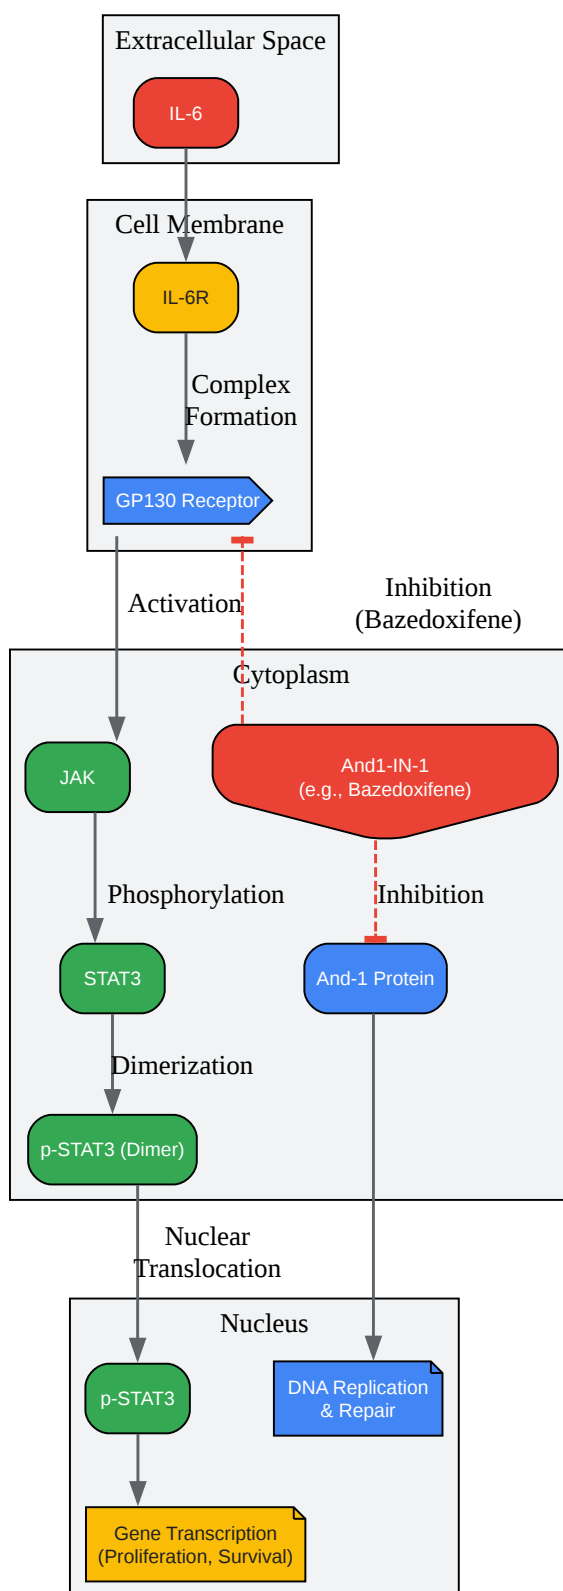 Extracellular Space
IL-6
Cell Membrane
IL-6R
Complex
Formation
GP130 Receptor
Activation
Inhibition
(Bazedoxifene)
Cytoplasm
JAK
And1-IN-1
(e.g., Bazedoxifene)
Phosphorylation
Inhibition
STAT3
And-1 Protein
Dimerization
p-STAT3 (Dimer)
Nuclear
Translocation
Nucleus
p-STAT3
DNA Replication
& Repair
Gene Transcription
(Proliferation, Survival)